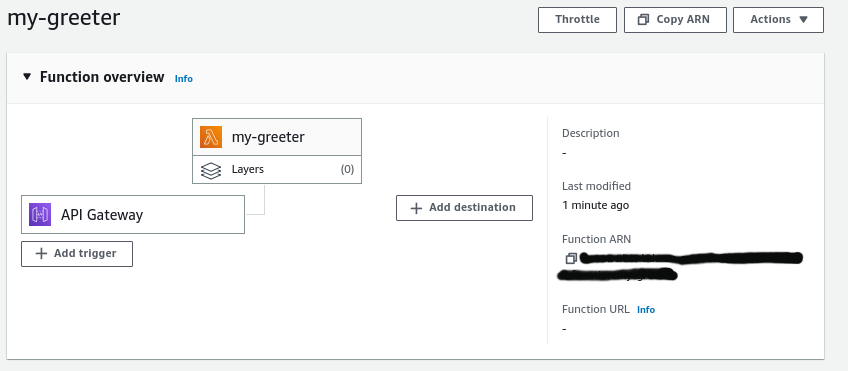 my-greeter
Throttle
Copy ARN
Actions
Function overview Info
my-greeter
Layers (0)
API Gateway
Add trigger
Add destination
Description
-
Last modified
1 minute ago
Function ARN
Function URL Info
-